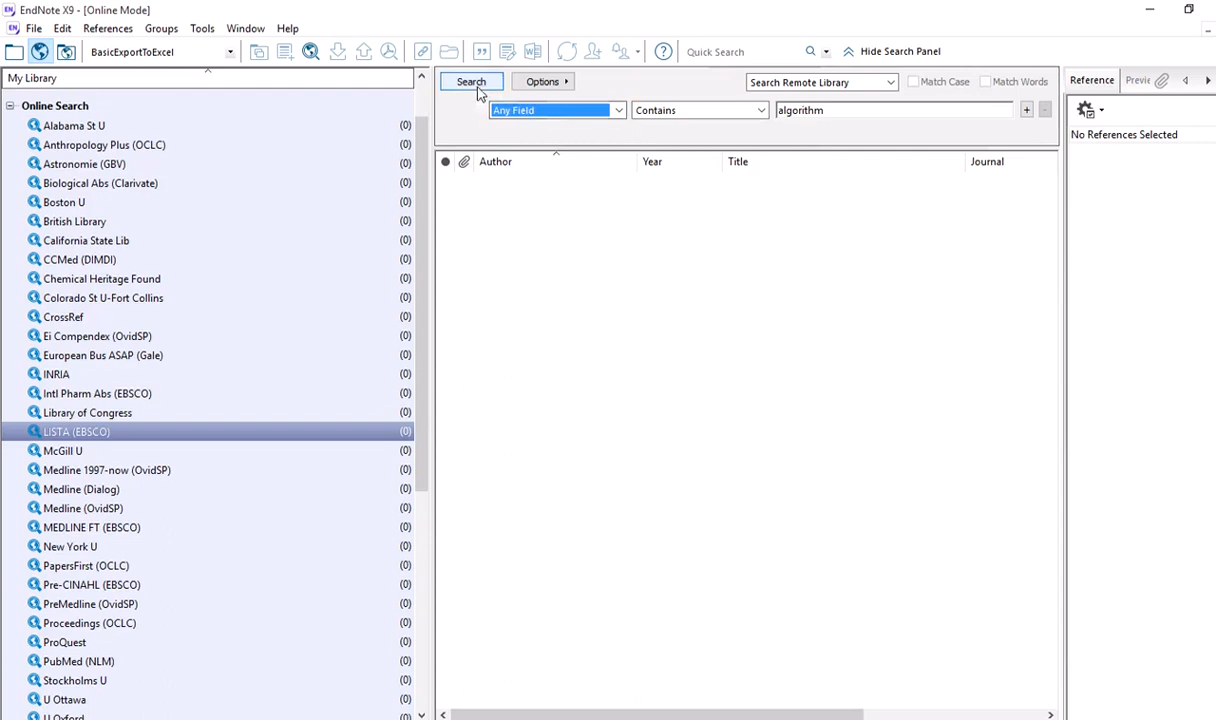 EndNote X9 - [Online Mode]
File Edit References Groups Tools Window Help
BasicExportToExcel Quick Search Hide Search Panel
My Library
Online Search
Alabama St U (0)
Anthropology Plus (OCLC) (0)
Astronomie (GBV) (0)
Biological Abs (Clarivate) (0)
Boston U (0)
British Library (0)
California State Lib (0)
CCMed (DIMDI) (0)
Chemical Heritage Found (0)
Colorado St U-Fort Collins (0)
CrossRef (0)
Ei Compendex (OvidSP) (0)
European Bus ASAP (Gale) (0)
INRIA (0)
Intl Pharm Abs (EBSCO) (0)
Library of Congress (0)
LISTA (EBSCO) (0)
McGill U (0)
Medline 1997-now (OvidSP) (0)
Medline (Dialog) (0)
Medline (OvidSP) (0)
MEDLINE FT (EBSCO) (0)
New York U (0)
PapersFirst (OCLC) (0)
Pre-CINAHL (EBSCO) (0)
PreMedline (OvidSP) (0)
Proceedings (OCLC) (0)
ProQuest (0)
PubMed (NLM) (0)
Stockholms U (0)
U Ottawa (0)
U Oxford (0)
Search Options Search Remote Library Match Case Match Words
Any Field Contains algorithm + -
Author Year Title Journal
Reference Previ
No References Selected